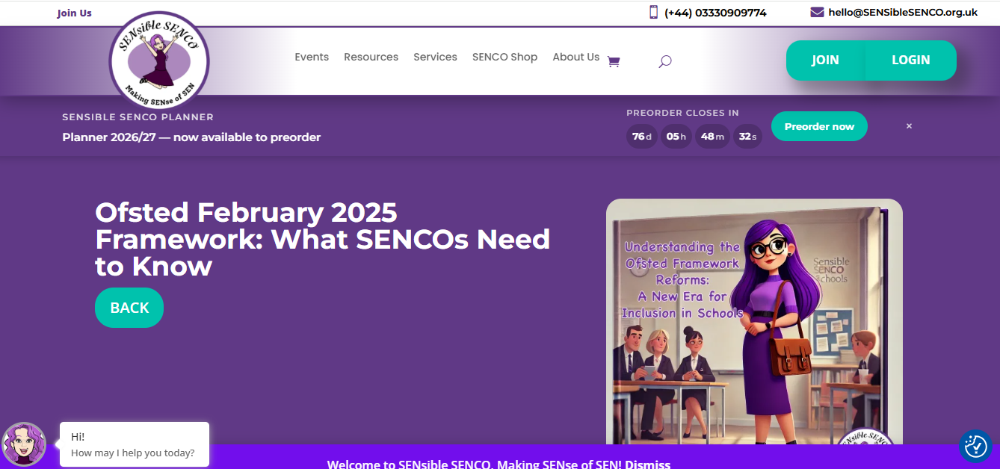 Join Us
(+44) 03330909774
hello@SENSibleSENCO.org.uk
SENsible SENCO
Making SENse of SEN
Events
Resources
Services
SENCO Shop
About Us
JOIN
LOGIN
SENSIBLE SENCO PLANNER
Planner 2026/27 — now available to preorder
PREORDER CLOSES IN
76d 05h 48m 32s
Preorder now
×
Ofsted February 2025
Framework: What SENCOs Need
to Know
BACK
Understanding the
Ofsted Framework
Reforms:
A New Era for
Inclusion in Schools
Sensible
SENCO
Schools
SENsible SENCO
Hi!
How may I help you today?
Welcome to SENsible SENCO. Making SENse of SEN! Dismiss